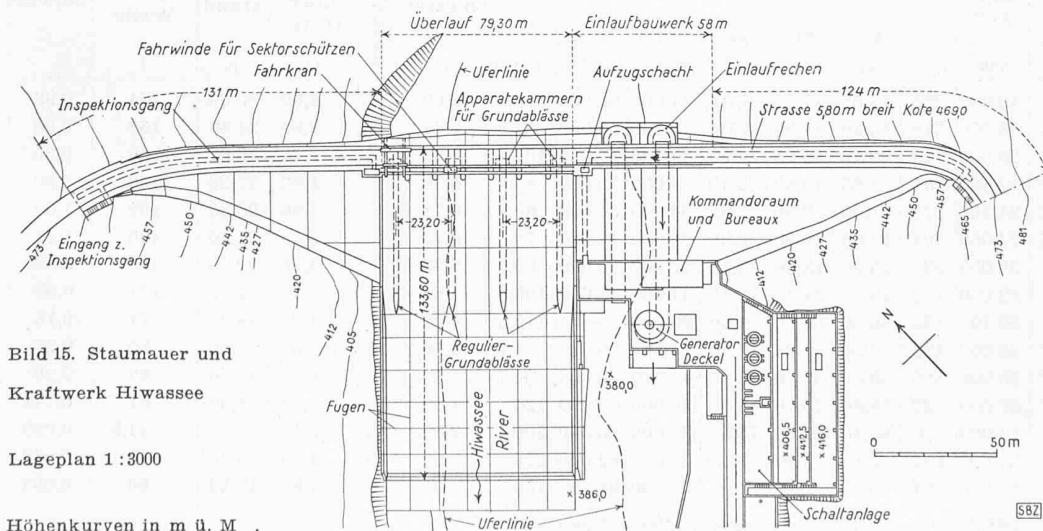 Überlauf 79,30 m
Einlaufbauwerk 58 m
Fahrwinde für Sektorschützen
Fahrkran
Uferlinie
Aufzugschacht
Einlaufrechen
Inspektionsgang
131 m
Apparatekammern
für Grundablässe
124 m
Strasse 5,80 m breit Kote 469,0
473
Eingang z.
Inspektionsgang
457
450
442
435
427
420
412
405
23,20
23,20
133,60 m
Kommandoraum
und Bureaux
412
420
427
435
442
450
457
465
473
481
N
Regulier-
Grundablässe
Generator
Deckel
x 380,0
Fugen
Hiwassee
River
x 386,0
Uferlinie
x 406,5
x 412,5
x 416,0
0 50 m
Schaltanlage
SBZ
Bild 15. Staumauer und
Kraftwerk Hiwassee
Lageplan 1:3000
Höhenkurven in m ü. M.